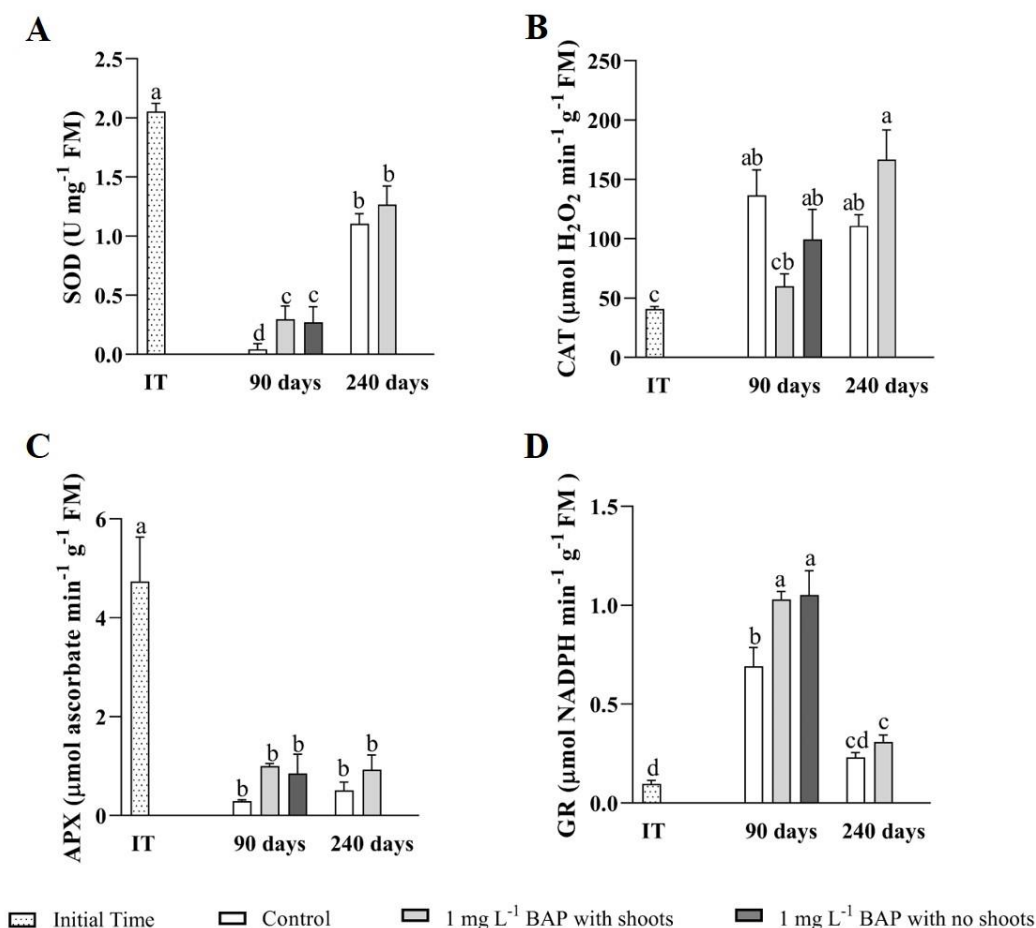 A
SOD (U mg⁻¹ FM)
2.5
2.0
1.5
1.0
0.5
0.0
a
d
c
c
b
b
IT
90 days
240 days
B
CAT (µmol H₂O₂ min⁻¹ g⁻¹ FM)
250
200
150
100
50
0
c
ab
cb
ab
ab
a
IT
90 days
240 days
C
APX (µmol ascorbate min⁻¹ g⁻¹ FM)
6
4
2
0
a
b
b
b
b
b
IT
90 days
240 days
D
GR (µmol NADPH min⁻¹ g⁻¹ FM)
1.5
1.0
0.5
0.0
d
b
a
a
cd
c
IT
90 days
240 days
Initial Time
Control
1 mg L⁻¹ BAP with shoots
1 mg L⁻¹ BAP with no shoots